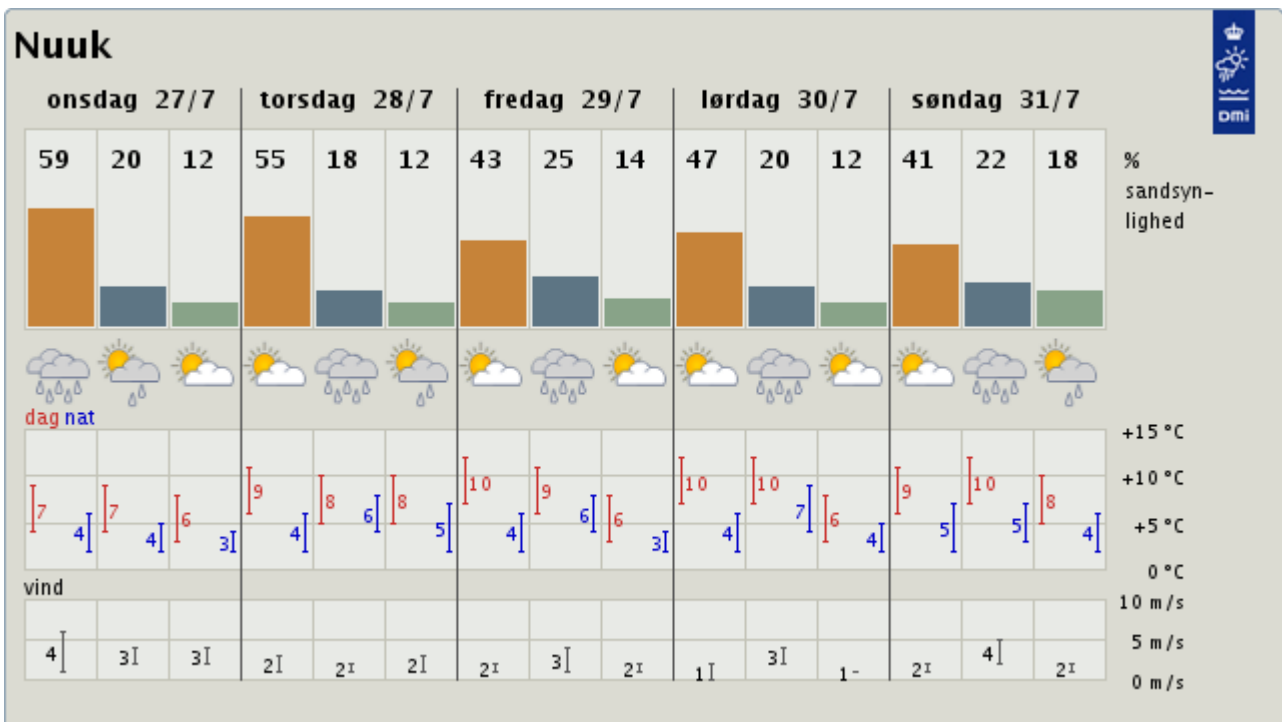 Nuuk
DMI
onsdag 27/7 torsdag 28/7 fredag 29/7 lørdag 30/7 søndag 31/7
59 20 12 55 18 12 43 25 14 47 20 12 41 22 18 %
sandsyn-
lighed
dag nat
+15 °C
+10 °C
+5 °C
0 °C
7 4 7 4 6 3 9 4 8 6 8 5 10 4 9 6 6 3 10 4 10 7 6 4 9 5 10 5 8 4
vind
10 m/s
5 m/s
0 m/s
4 3 3 2 2 2 2 3 2 1 3 1 2 4 2